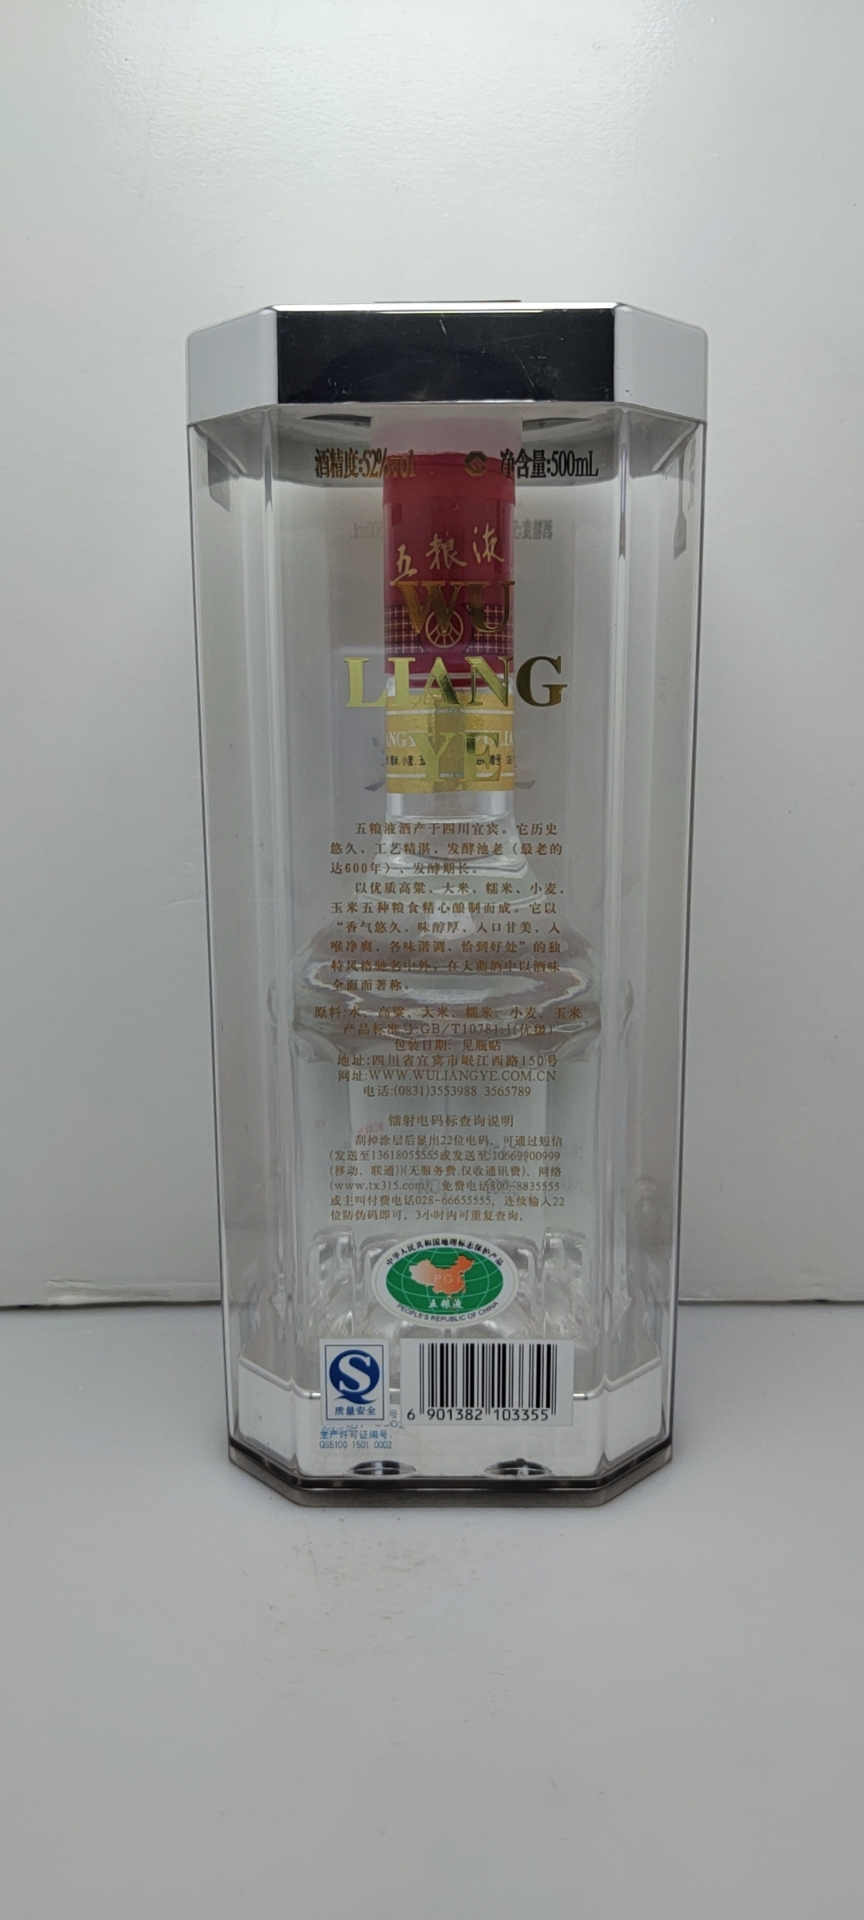 酒精度:52%vol 净含量:500mL
五粮液
WU
LIANG
YE
五粮液酒产于四川宜宾。它历史
悠久、工艺精湛、发酵池老（最老的
达600年）、发酵期长。
以优质高粱、大米、糯米、小麦、
玉米五种粮食精心酿制而成。它以
“香气悠久、味醇厚、入口甘美、入
喉净爽、各味谐调、恰到好处”的独
特风格驰名中外，在大曲酒中以酒味
全面而著称。
原料:水、高粱、大米、糯米、小麦、玉米
产品标准号:GB/T10781.1(优级)
包装日期: 见瓶贴
地址:四川省宜宾市岷江西路150号
网址:WWW.WULIANGYE.COM.CN
电话:(0831)3553988 3565789
镭射电码标查询说明
刮掉涂层后显出22位电码，可通过短信
(发送至13618055555或发送至10669900999
(移动、联通))(无服务费,仅收通讯费)、网络
(www.tx315.com)，免费电话800-8835555
或主叫付费电话028-66655555，连续输入22
位防伪码即可。3小时内可重复查询。
中华人民共和国地理标志保护产品
PGI
五粮液
PEOPLE'S REPUBLIC OF CHINA
S
质量安全
6 901382 103355
生产许可证编号:
QS5100 1501 0002